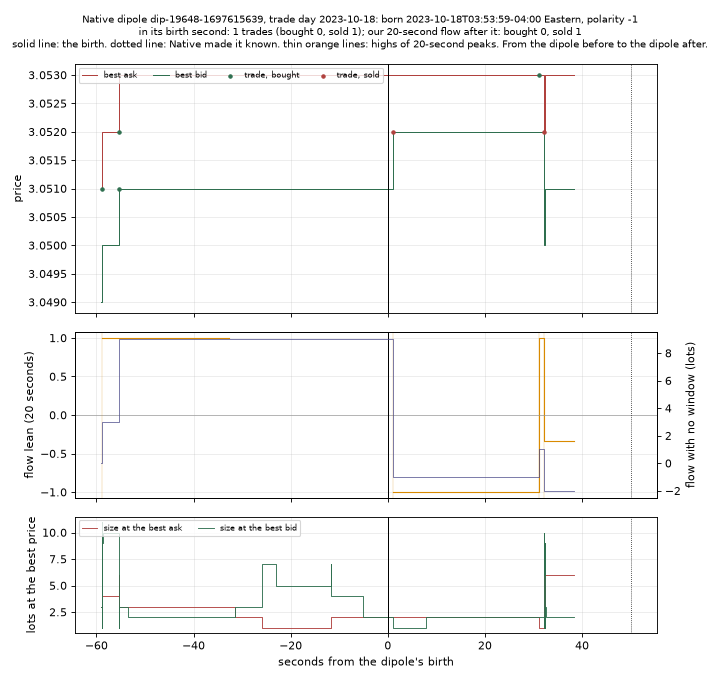 Native dipole dip-19648-1697615639, trade day 2023-10-18: born 2023-10-18T03:53:59-04:00 Eastern, polarity -1
in its birth second: 1 trades (bought 0, sold 1); our 20-second flow after it: bought 0, sold 1
solid line: the birth. dotted line: Native made it known. thin orange lines: highs of 20-second peaks. From the dipole before to the dipole after.
best ask
best bid
trade, bought
trade, sold
3.0530
3.0525
3.0520
3.0515
3.0510
3.0505
3.0500
3.0495
3.0490
price
1.0
0.5
0.0
−0.5
−1.0
flow lean (20 seconds)
8
6
4
2
0
−2
flow with no window (lots)
size at the best ask
size at the best bid
10.0
7.5
5.0
2.5
lots at the best price
−60
−40
−20
0
20
40
seconds from the dipole's birth